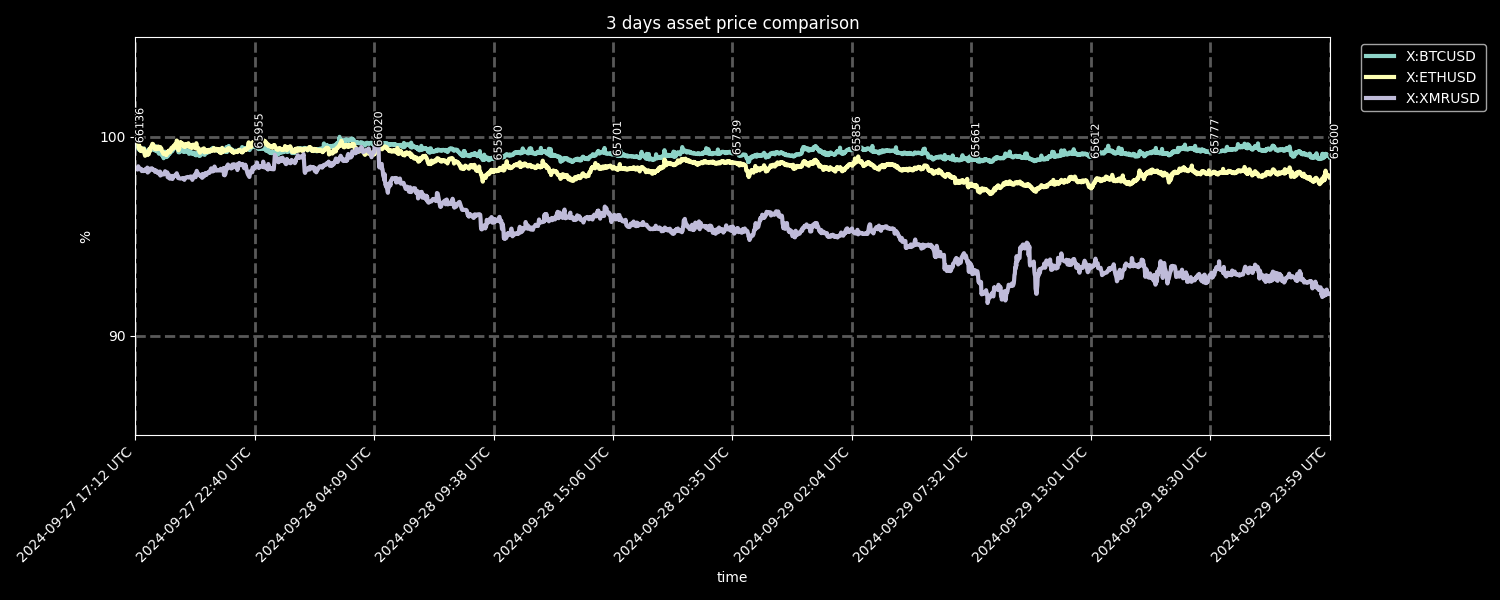 3 days asset price comparison
X:BTCUSD
X:ETHUSD
X:XMRUSD
66136
65955
66020
65560
65701
65739
65856
65661
65612
65777
65600
100
%
90
2024-09-27 17:12 UTC
2024-09-27 22:40 UTC
2024-09-28 04:09 UTC
2024-09-28 09:38 UTC
2024-09-28 15:06 UTC
2024-09-28 20:35 UTC
2024-09-29 02:04 UTC
2024-09-29 07:32 UTC
2024-09-29 13:01 UTC
2024-09-29 18:30 UTC
2024-09-29 23:59 UTC
time